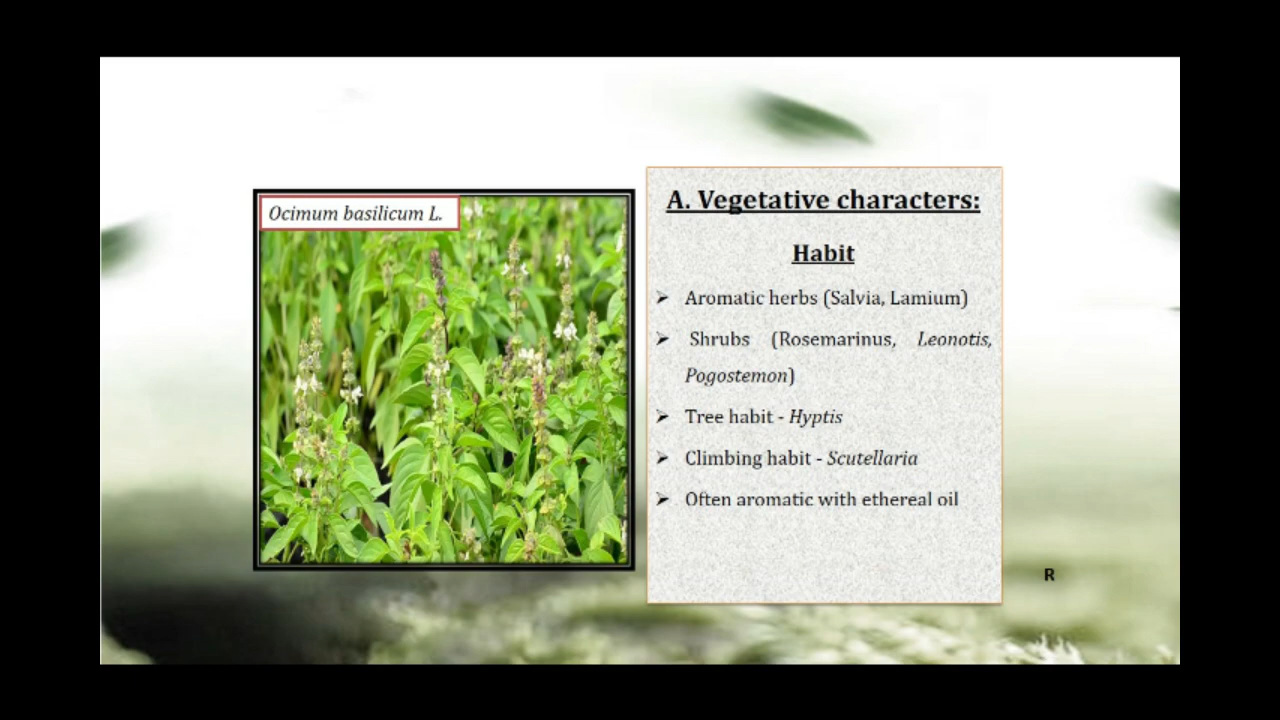 Ocimum basilicum L.
A. Vegetative characters:
Habit
➢ Aromatic herbs (Salvia, Lamium)
➢ Shrubs (Rosemarinus, Leonotis,
Pogostemon)
➢ Tree habit - Hyptis
➢ Climbing habit - Scutellaria
➢ Often aromatic with ethereal oil
R